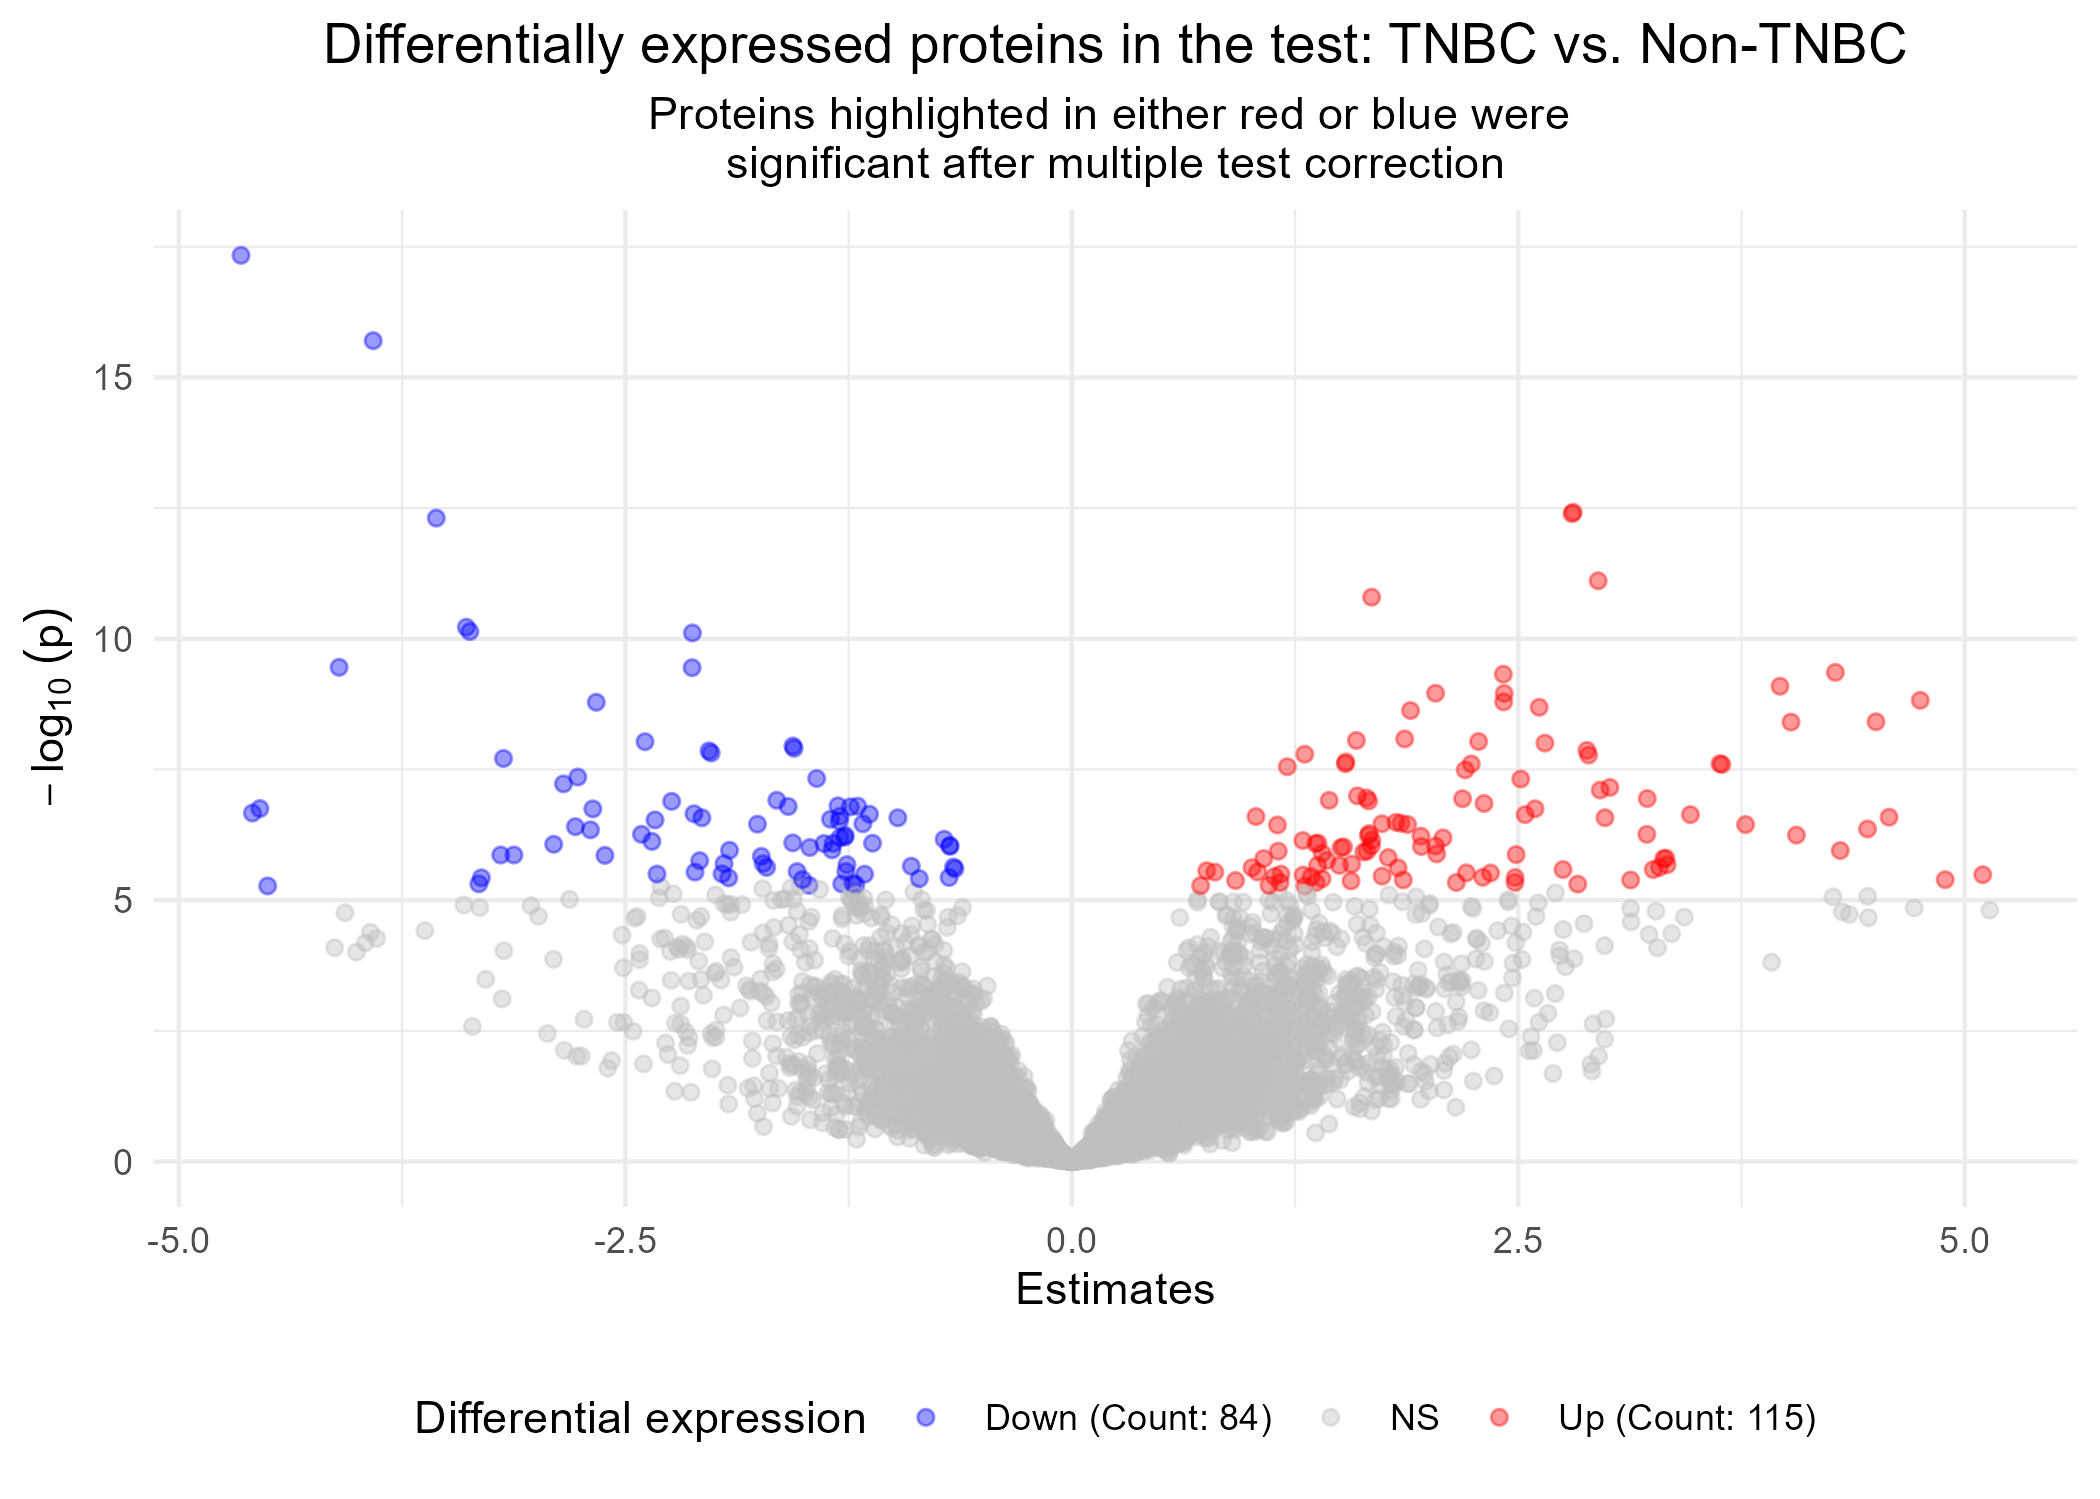 Differentially expressed proteins in the test: TNBC vs. Non-TNBC
Proteins highlighted in either red or blue were
significant after multiple test correction
15
10
5
0
− log₁₀ (p)
-5.0 -2.5 0.0 2.5 5.0
Estimates
Differential expression Down (Count: 84) NS Up (Count: 115)